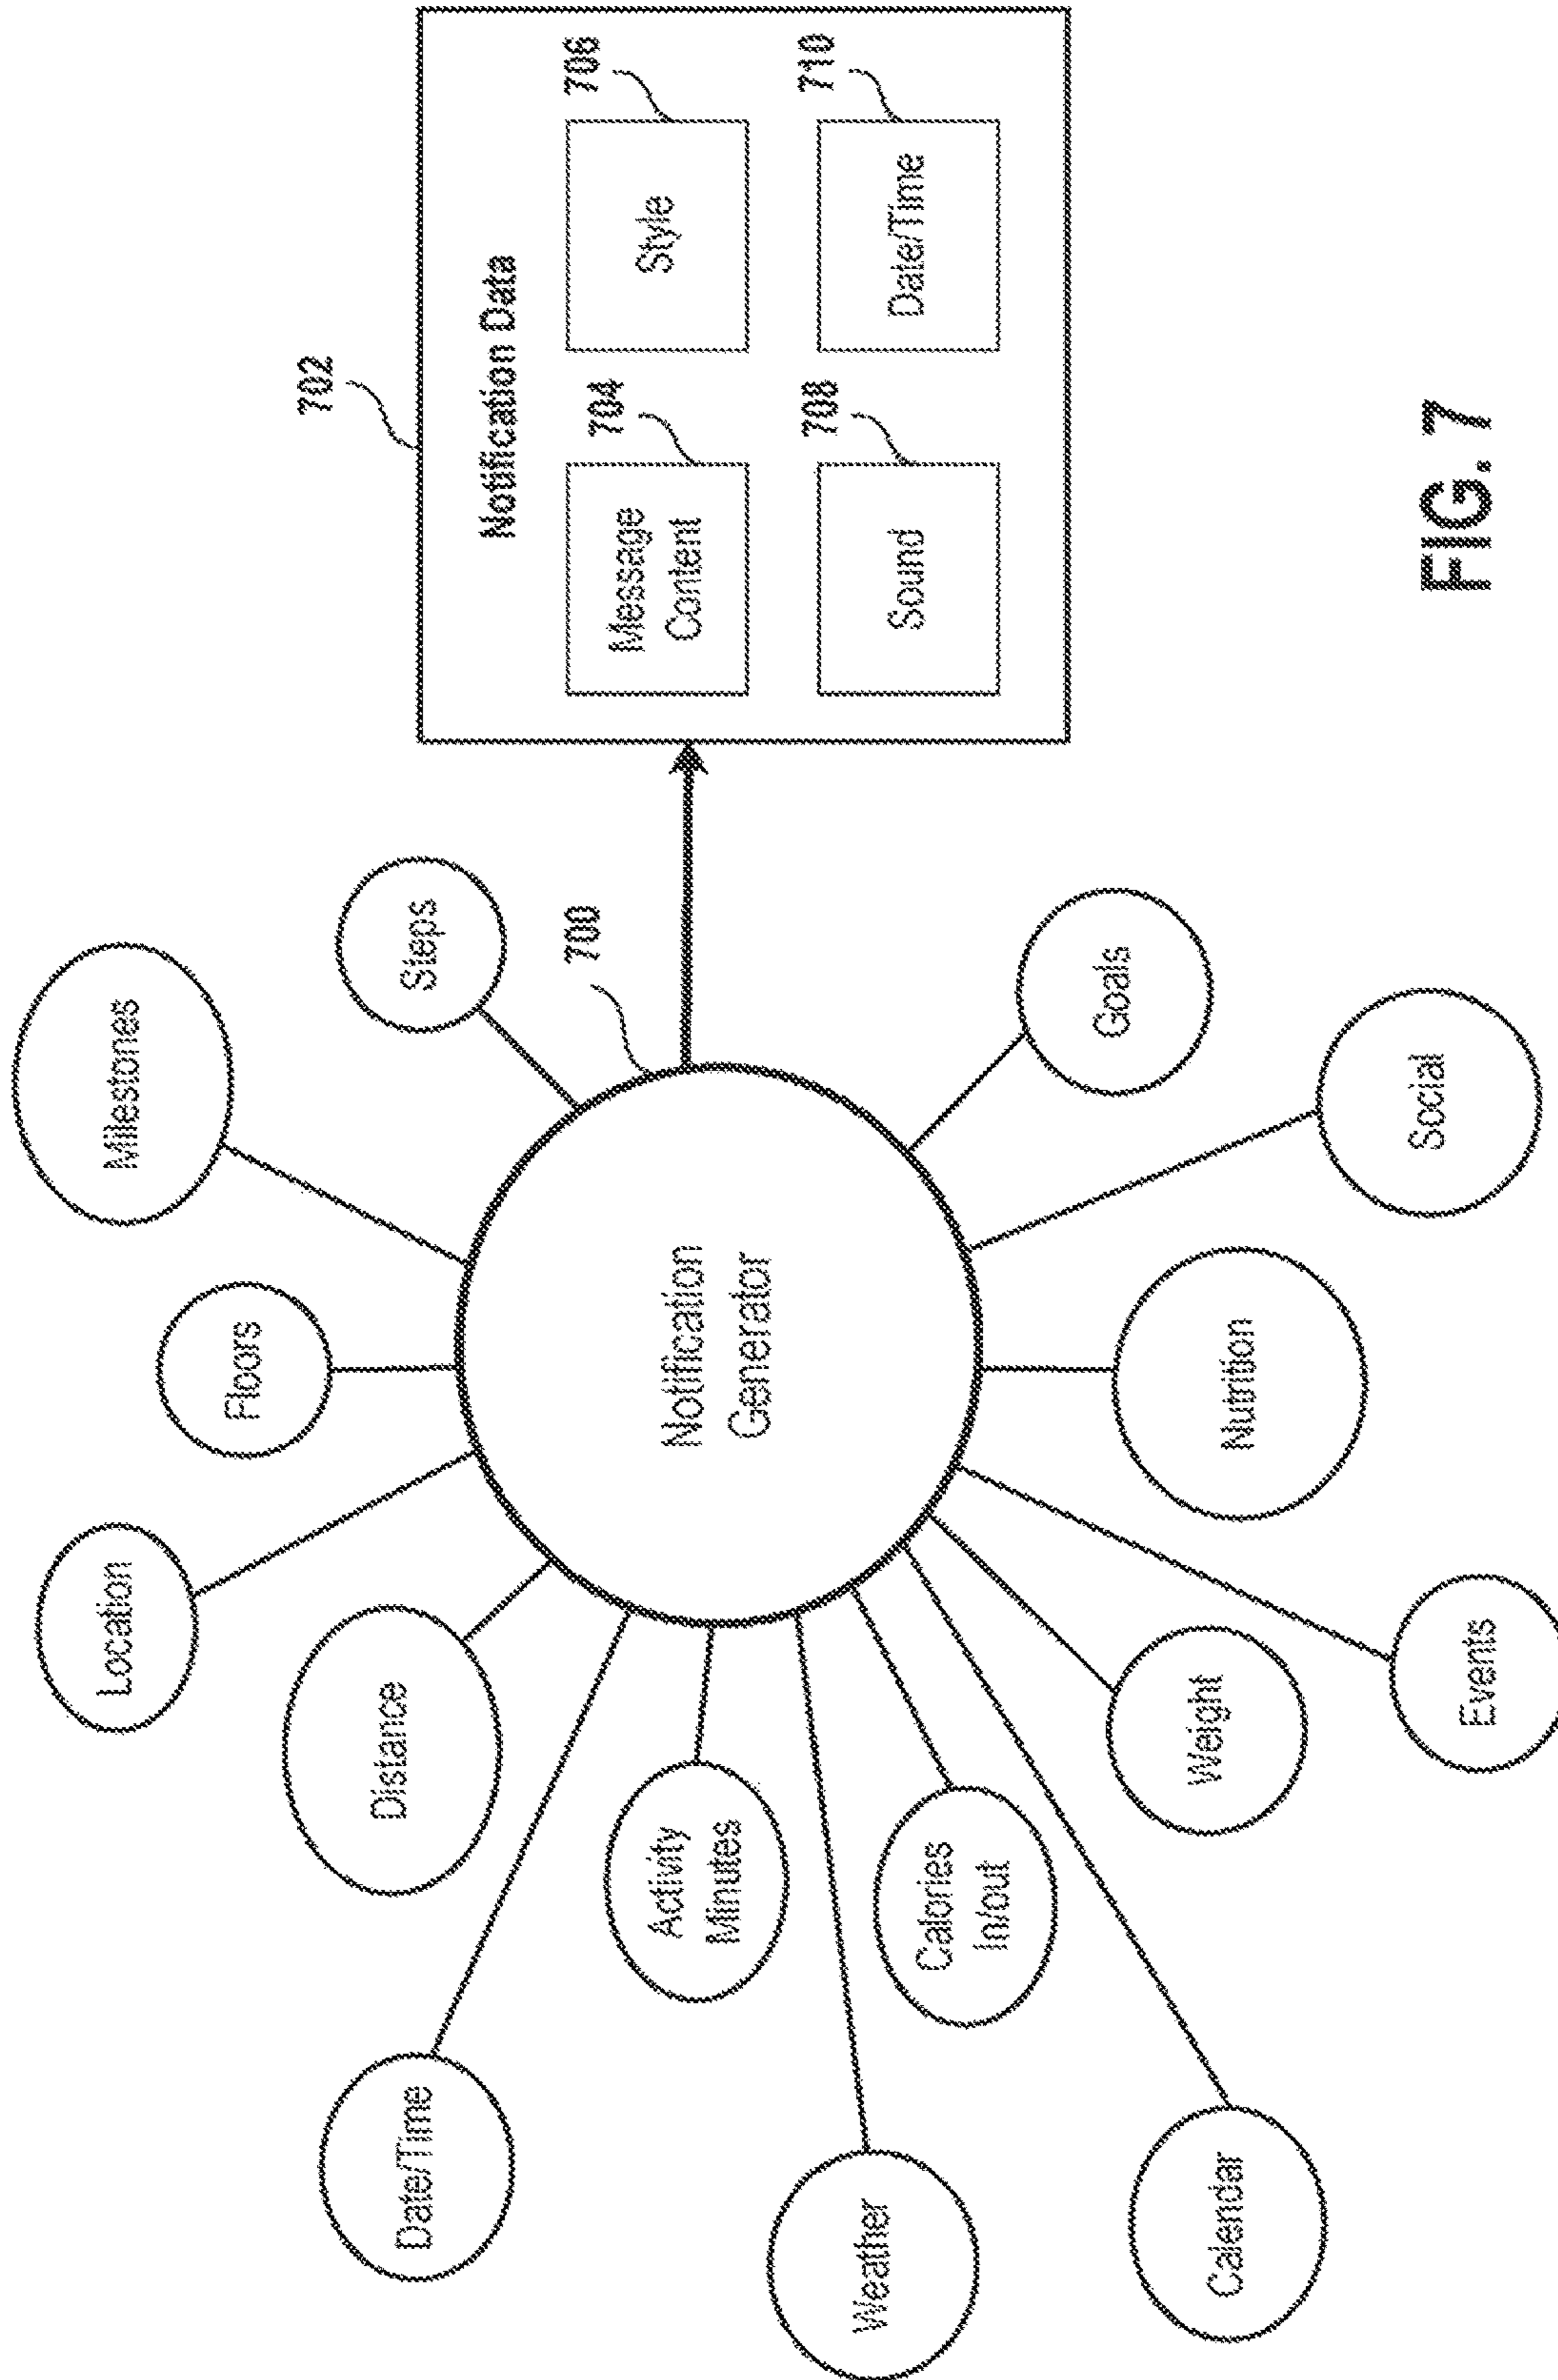 Milestones
Steps
Floors
Location
Distance
Date/Time
Activity
Minutes
Weather
Calories
In/out
Calendar
Weight
Events
Nutrition
Social
Goals
700
Notification
Generator
702
Notification Data
704
Message
Content
706
Style
708
Sound
710
Date/Time
FIG. 7